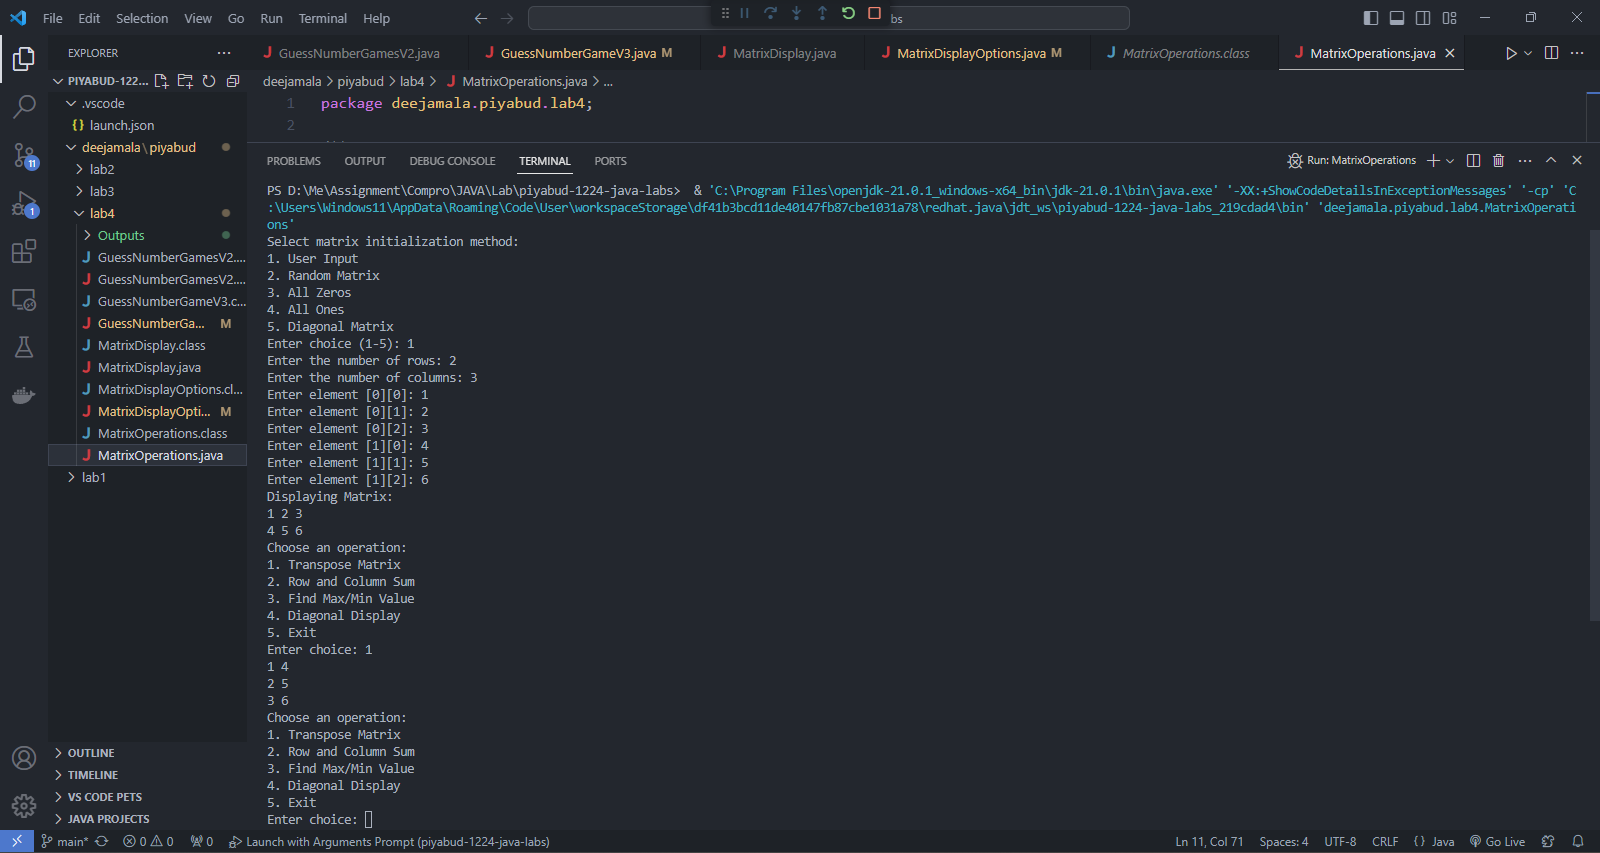 File Edit Selection View Go Run Terminal Help
bs
EXPLORER
PIYABUD-122...
.vscode
launch.json
deejamala\piyabud
lab2
lab3
lab4
Outputs
GuessNumberGamesV2....
GuessNumberGamesV2....
GuessNumberGameV3.c...
GuessNumberGa... M
MatrixDisplay.class
MatrixDisplay.java
MatrixDisplayOptions.cl...
MatrixDisplayOpti... M
MatrixOperations.class
MatrixOperations.java
lab1
OUTLINE
TIMELINE
VS CODE PETS
JAVA PROJECTS
11
1
GuessNumberGamesV2.java GuessNumberGameV3.java M MatrixDisplay.java MatrixDisplayOptions.java M MatrixOperations.class MatrixOperations.java
deejamala > piyabud > lab4 > MatrixOperations.java > ...
1 package deejamala.piyabud.lab4;
2
PROBLEMS OUTPUT DEBUG CONSOLE TERMINAL PORTS
Run: MatrixOperations
PS D:\Me\Assignment\Compro\JAVA\Lab\piyabud-1224-java-labs> & 'C:\Program Files\openjdk-21.0.1_windows-x64_bin\jdk-21.0.1\bin\java.exe' '-XX:+ShowCodeDetailsInExceptionMessages' '-cp' 'C
:\Users\Windows11\AppData\Roaming\Code\User\workspaceStorage\df41b3bcd11de40147fb87cbe1031a78\redhat.java\jdt_ws\piyabud-1224-java-labs_219cdad4\bin' 'deejamala.piyabud.lab4.MatrixOperati
ons'
Select matrix initialization method:
1. User Input
2. Random Matrix
3. All Zeros
4. All Ones
5. Diagonal Matrix
Enter choice (1-5): 1
Enter the number of rows: 2
Enter the number of columns: 3
Enter element [0][0]: 1
Enter element [0][1]: 2
Enter element [0][2]: 3
Enter element [1][0]: 4
Enter element [1][1]: 5
Enter element [1][2]: 6
Displaying Matrix:
1 2 3
4 5 6
Choose an operation:
1. Transpose Matrix
2. Row and Column Sum
3. Find Max/Min Value
4. Diagonal Display
5. Exit
Enter choice: 1
1 4
2 5
3 6
Choose an operation:
1. Transpose Matrix
2. Row and Column Sum
3. Find Max/Min Value
4. Diagonal Display
5. Exit
Enter choice:
main* 0 0 0 Launch with Arguments Prompt (piyabud-1224-java-labs) Ln 11, Col 71 Spaces: 4 UTF-8 CRLF {} Java Go Live